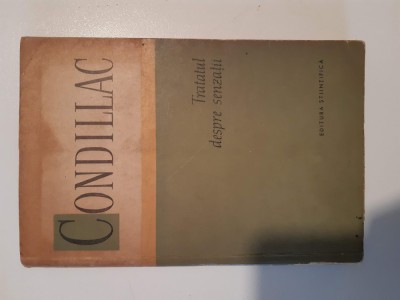 CONDILLAC
Tratatul
despre senzații
EDITURA ȘTIINȚIFICĂ